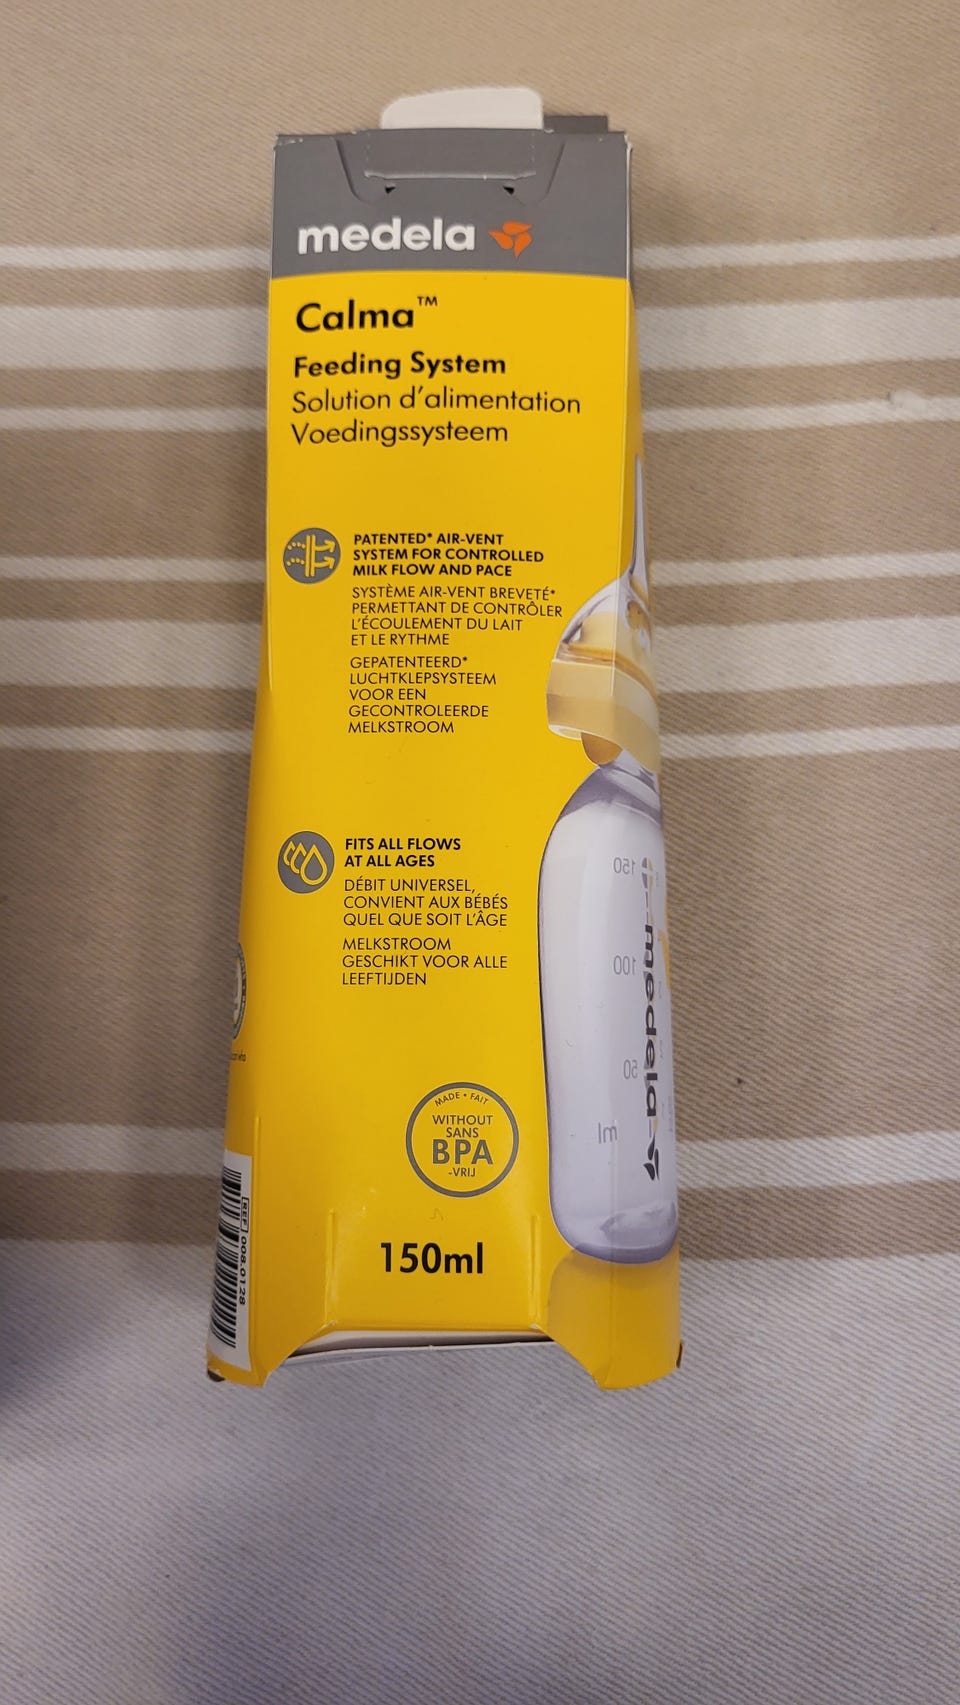 medela
Calma™
Feeding System
Solution d'alimentation
Voedingssysteem
PATENTED* AIR-VENT
SYSTEM FOR CONTROLLED
MILK FLOW AND PACE
SYSTÈME AIR-VENT BREVETÉ*
PERMETTANT DE CONTRÔLER
L'ÉCOULEMENT DU LAIT
ET LE RYTHME
GEPATENTEERD*
LUCHTKLEPSYSTEEM
VOOR EEN
GECONTROLEERDE
MELKSTROOM
FITS ALL FLOWS
AT ALL AGES
DÉBIT UNIVERSEL,
CONVIENT AUX BÉBÉS
QUEL QUE SOIT L'ÂGE
MELKSTROOM
GESCHIKT VOOR ALLE
LEEFTIJDEN
MADE • FAIT
WITHOUT
SANS
BPA
-VRIJ
150ml
150
100
50
ml
medela
REF 008.0128